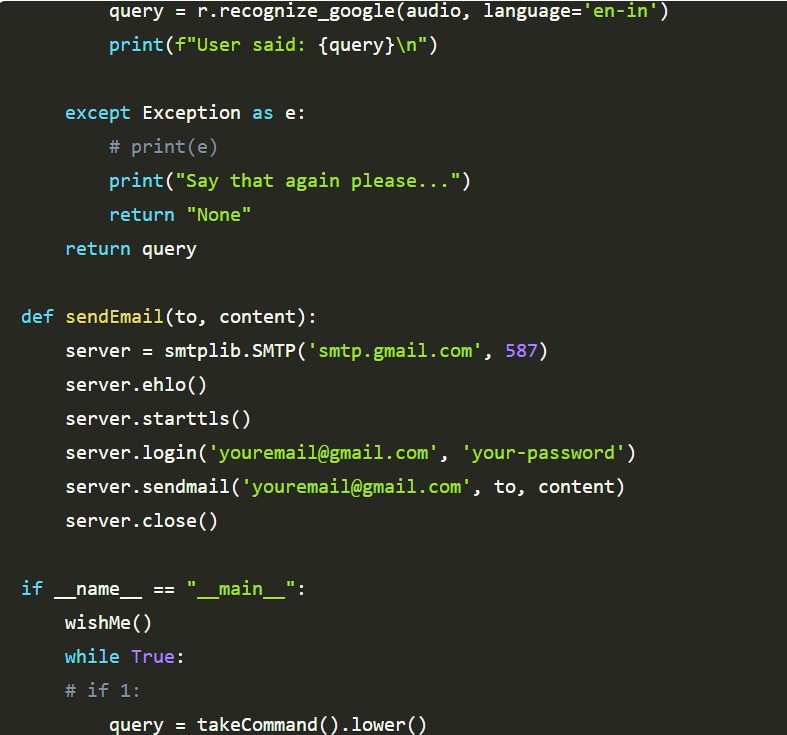 query = r.recognize_google(audio, language='en-in')
print(f"User said: {query}\n")
except Exception as e:
# print(e)
print("Say that again please...")
return "None"
return query
def sendEmail(to, content):
server = smtplib.SMTP('smtp.gmail.com', 587)
server.ehlo()
server.starttls()
server.login('youremail@gmail.com', 'your-password')
server.sendmail('youremail@gmail.com', to, content)
server.close()
if __name__ == "__main__":
wishMe()
while True:
# if 1:
query = takeCommand().lower()